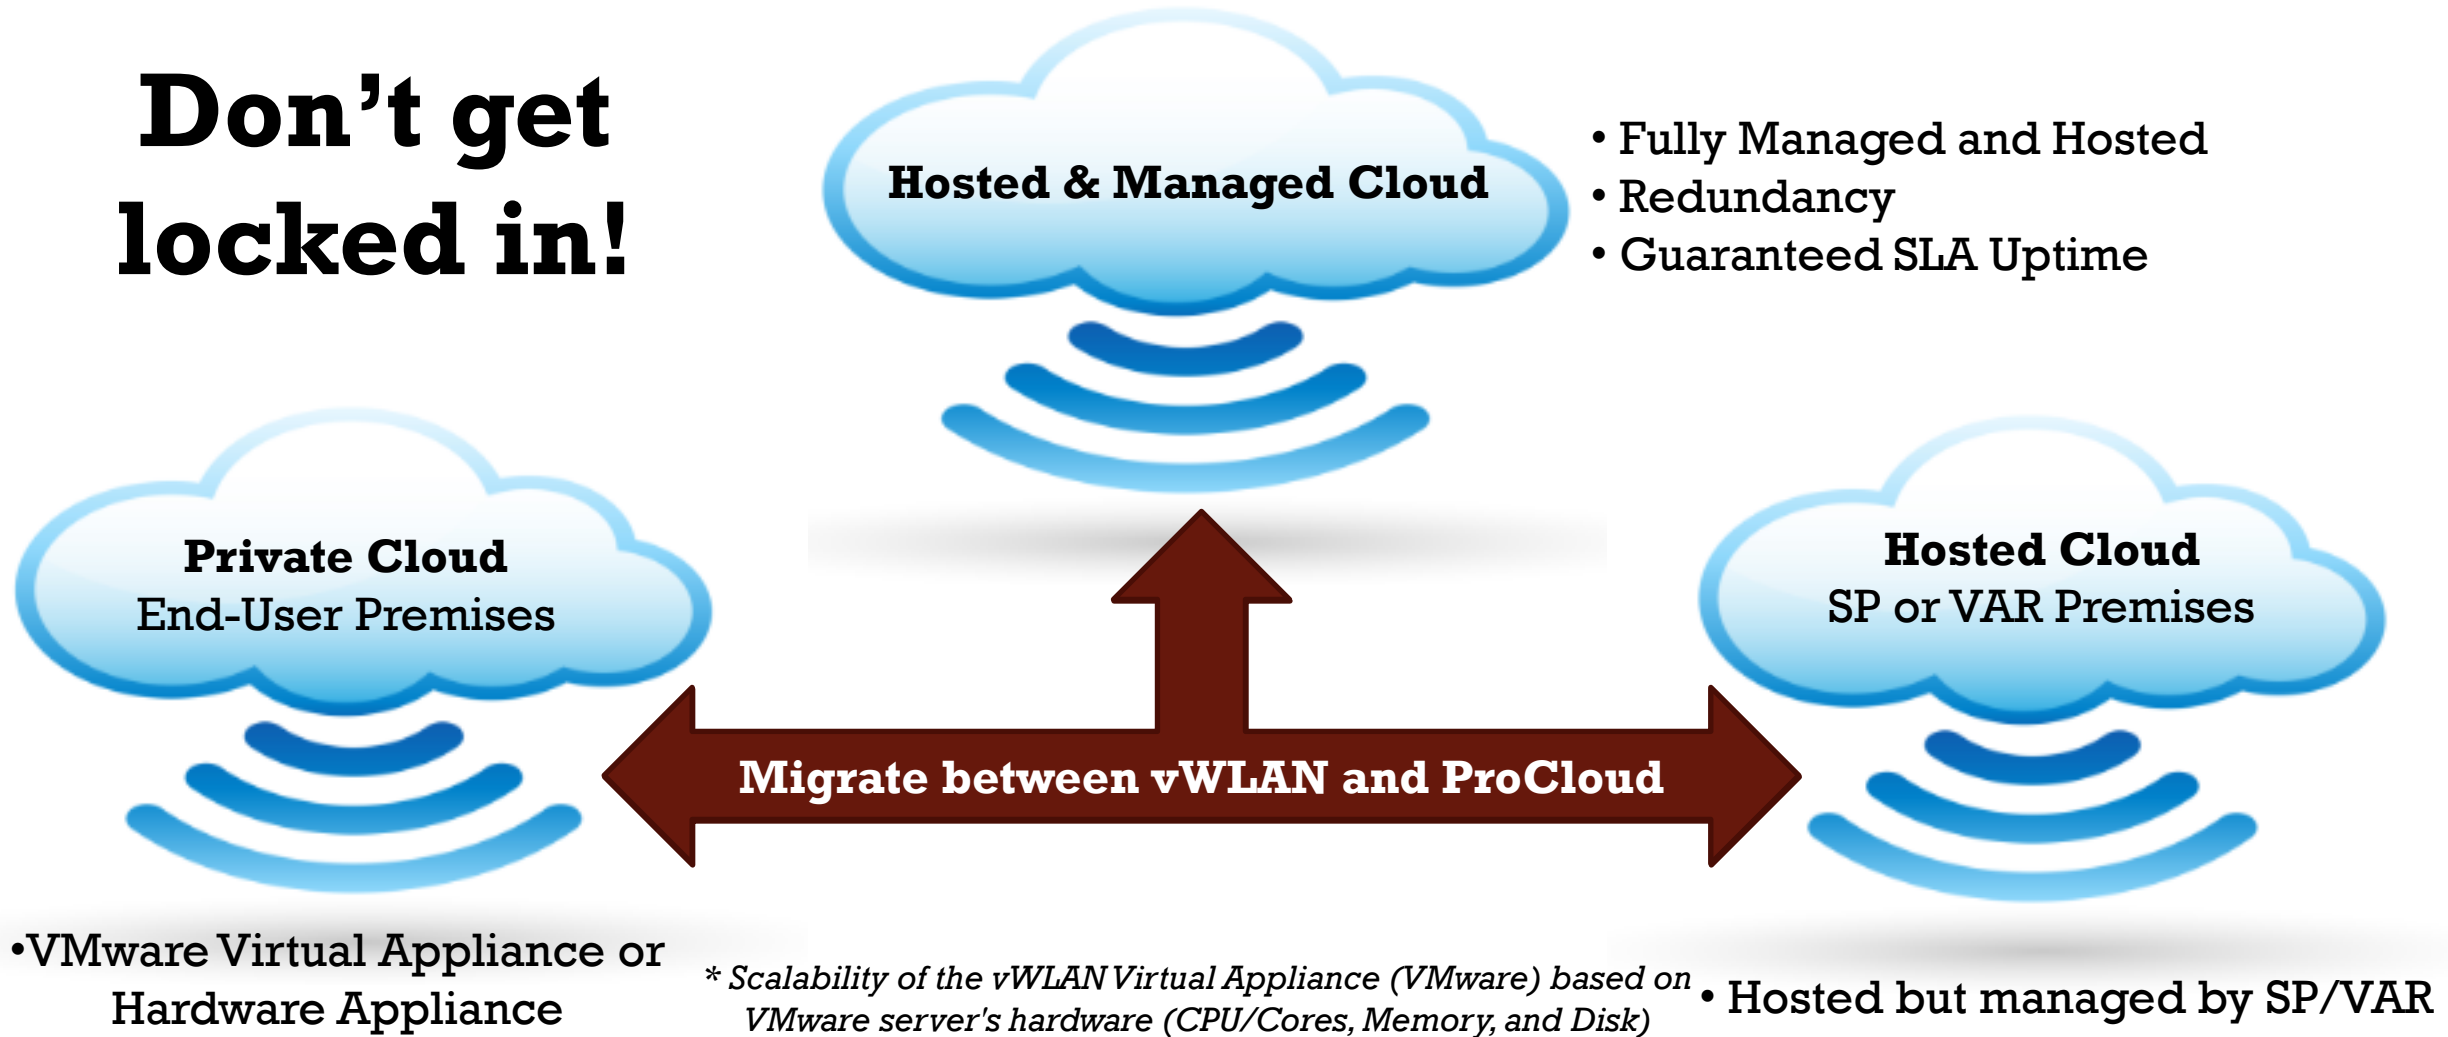 Don't get
locked in!
Hosted & Managed Cloud
• Fully Managed and Hosted
• Redundancy
• Guaranteed SLA Uptime
Private Cloud
End-User Premises
Hosted Cloud
SP or VAR Premises
Migrate between vWLAN and ProCloud
•VMware Virtual Appliance or
Hardware Appliance
* Scalability of the vWLAN Virtual Appliance (VMware) based on
VMware server's hardware (CPU/Cores, Memory, and Disk)
• Hosted but managed by SP/VAR